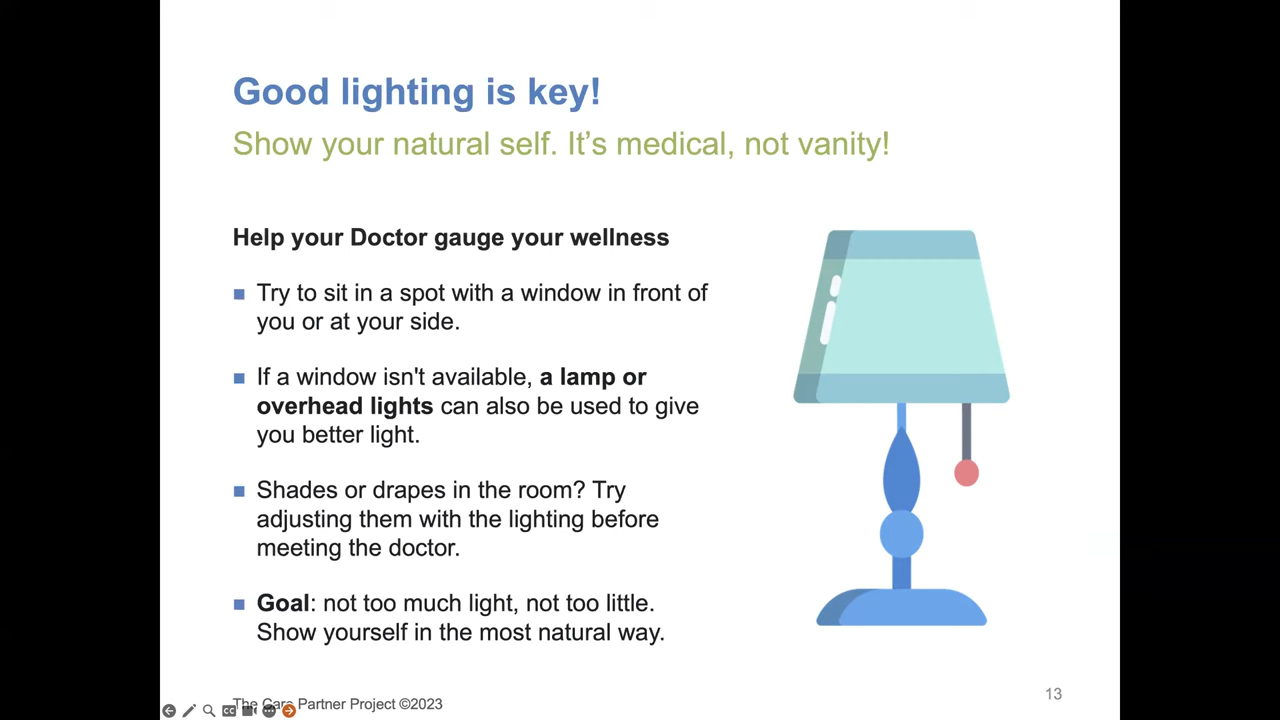 Good lighting is key!
Show your natural self. It’s medical, not vanity!
Help your Doctor gauge your wellness
Try to sit in a spot with a window in front of
you or at your side.
If a window isn't available, a lamp or
overhead lights can also be used to give
you better light.
Shades or drapes in the room? Try
adjusting them with the lighting before
meeting the doctor.
Goal: not too much light, not too little.
Show yourself in the most natural way.
The Care Partner Project ©2023
CC
13